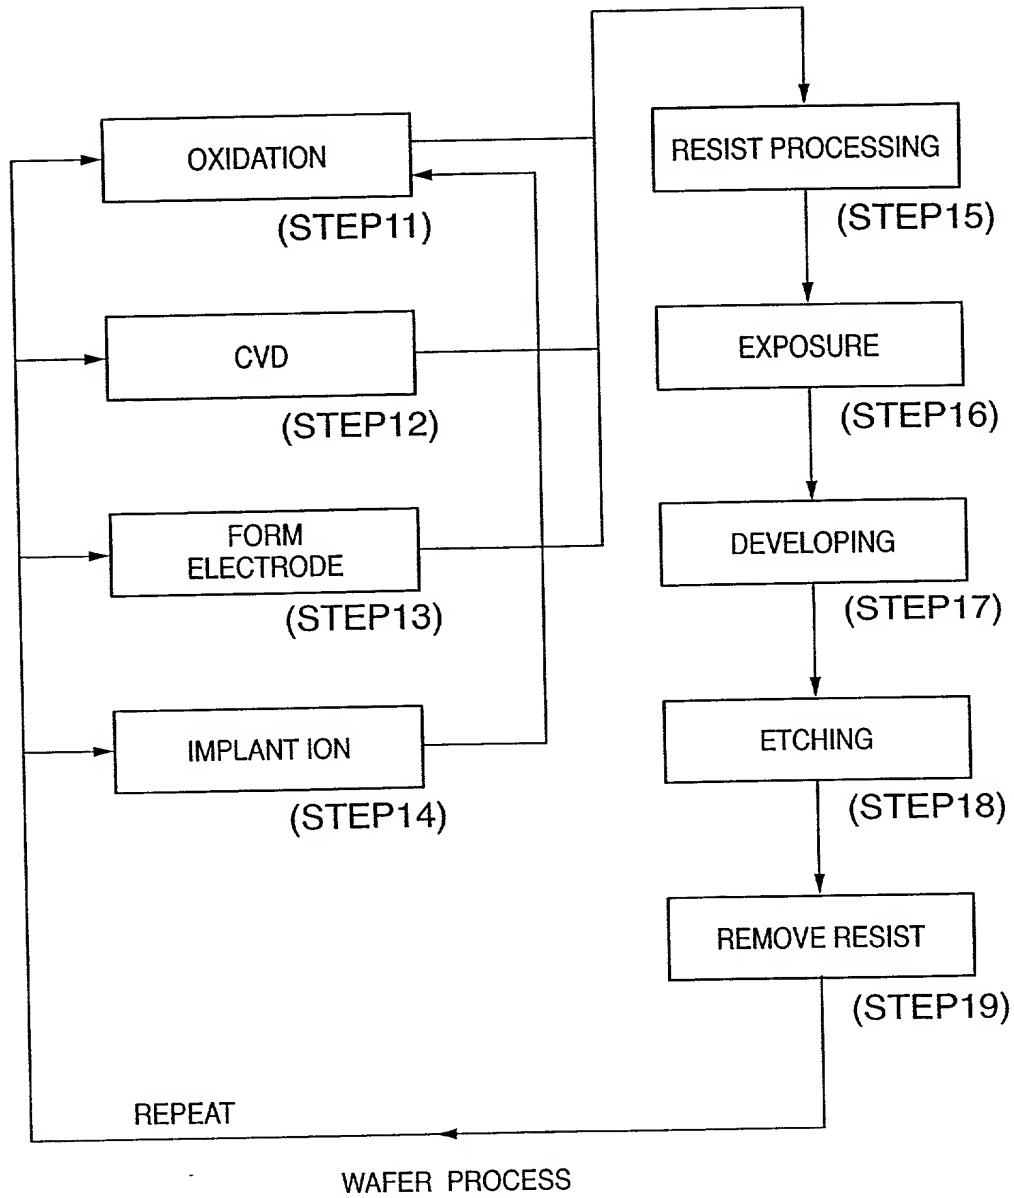 OXIDATION
(STEP11)
CVD
(STEP12)
FORM
ELECTRODE
(STEP13)
IMPLANT ION
(STEP14)
RESIST PROCESSING
(STEP15)
EXPOSURE
(STEP16)
DEVELOPING
(STEP17)
ETCHING
(STEP18)
REMOVE RESIST
(STEP19)
REPEAT
WAFER PROCESS